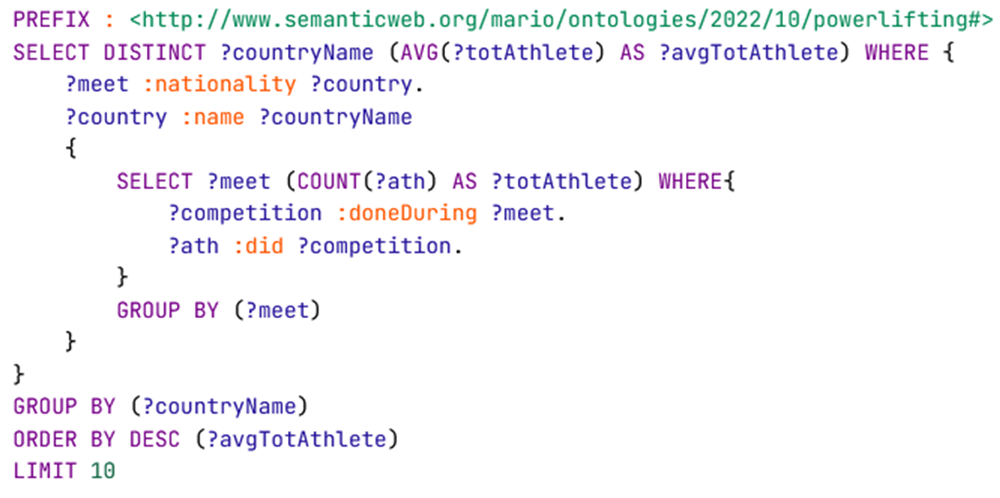 PREFIX : <http://www.semanticweb.org/mario/ontologies/2022/10/powerlifting#>
SELECT DISTINCT ?countryName (AVG(?totAthlete) AS ?avgTotAthlete) WHERE {
    ?meet :nationality ?country.
    ?country :name ?countryName
    {
        SELECT ?meet (COUNT(?ath) AS ?totAthlete) WHERE{
            ?competition :doneDuring ?meet.
            ?ath :did ?competition.
        }
        GROUP BY (?meet)
    }
}
GROUP BY (?countryName)
ORDER BY DESC (?avgTotAthlete)
LIMIT 10